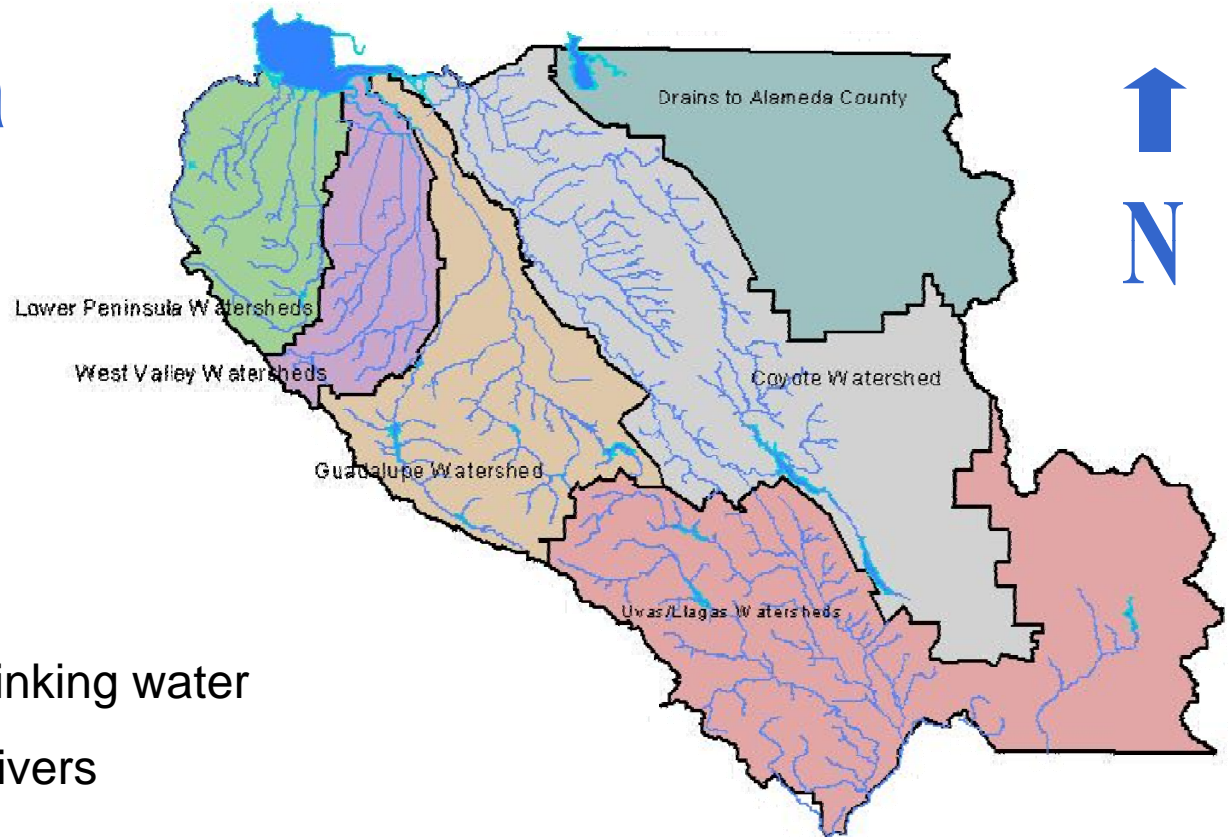 Drains to Alameda County
N
Lower Peninsula Watersheds
West Valley Watersheds
Coyote Watershed
Guadalupe Watershed
Uvas/Llagas Watersheds
inking water
ivers